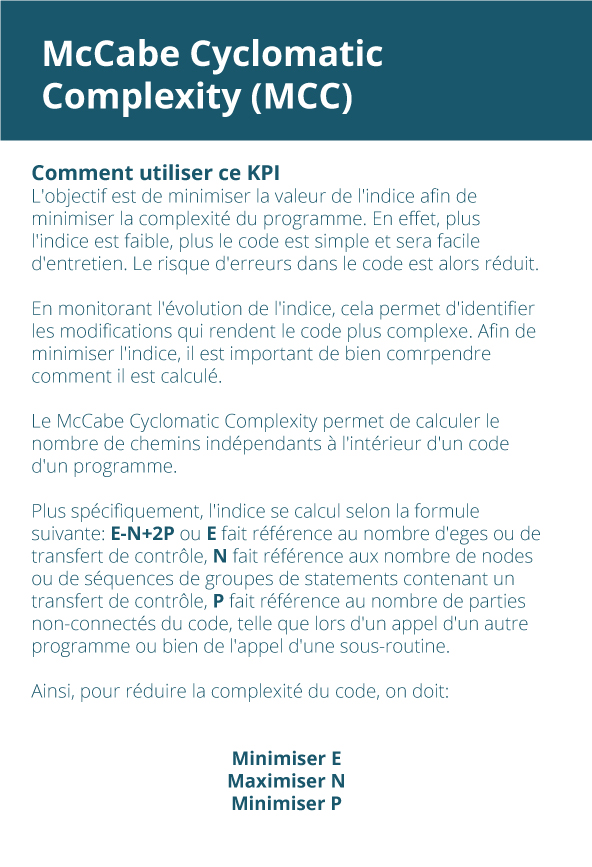 McCabe Cyclomatic
Complexity (MCC)
Comment utiliser ce KPI
L'objectif est de minimiser la valeur de l'indice afin de
minimiser la complexité du programme. En effet, plus
l'indice est faible, plus le code est simple et sera facile
d'entretien. Le risque d'erreurs dans le code est alors réduit.
En monitorant l'évolution de l'indice, cela permet d'identifier
les modifications qui rendent le code plus complexe. Afin de
minimiser l'indice, il est important de bien comrpendre
comment il est calculé.
Le McCabe Cyclomatic Complexity permet de calculer le
nombre de chemins indépendants à l'intérieur d'un code
d'un programme.
Plus spécifiquement, l'indice se calcul selon la formule
suivante: E-N+2P ou E fait référence au nombre d'eges ou de
transfert de contrôle, N fait référence aux nombre de nodes
ou de séquences de groupes de statements contenant un
transfert de contrôle, P fait référence au nombre de parties
non-connectés du code, telle que lors d'un appel d'un autre
programme ou bien de l'appel d'une sous-routine.
Ainsi, pour réduire la complexité du code, on doit:
Minimiser E
Maximiser N
Minimiser P